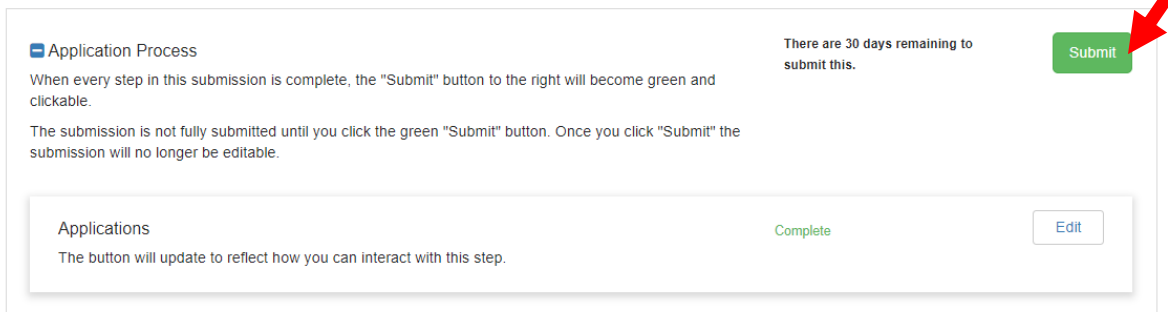 Application Process
There are 30 days remaining to
submit this.
Submit
When every step in this submission is complete, the "Submit" button to the right will become green and
clickable.
The submission is not fully submitted until you click the green "Submit" button. Once you click "Submit" the
submission will no longer be editable.
Applications
Complete
Edit
The button will update to reflect how you can interact with this step.